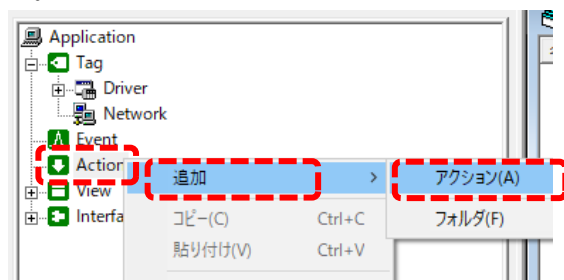 Application
Tag
Driver
Network
Event
Action
追加 >
アクション(A)
View
Interfa
コピー(C) Ctrl+C
フォルダ(F)
貼り付け(V) Ctrl+V